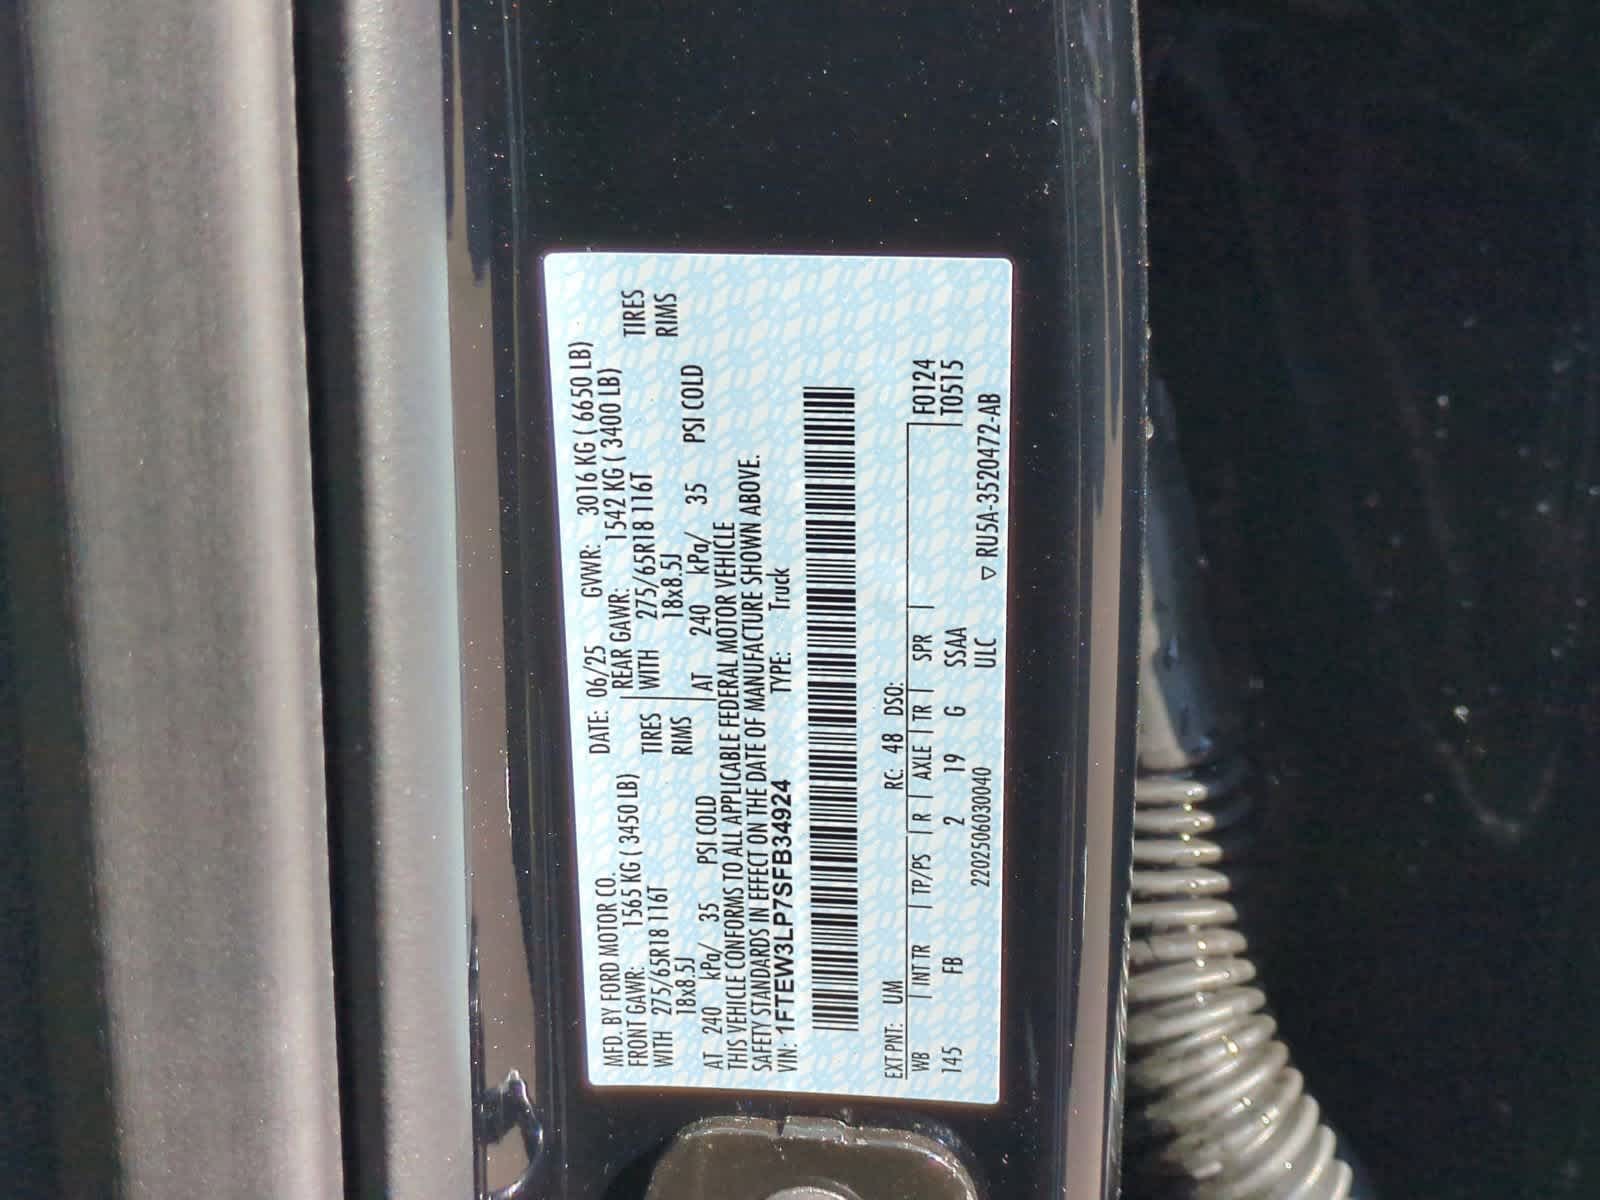 MFD. BY FORD MOTOR CO. DATE: 06/25 GVWR: 3016 KG ( 6650 LB)
FRONT GAWR: 1565 KG ( 3450 LB) REAR GAWR: 1542 KG ( 3400 LB)
WITH 275/65R18 116T TIRES WITH 275/65R18 116T TIRES
18x8.5J RIMS 18x8.5J RIMS
AT 240 kPa/ 35 PSI COLD AT 240 kPa/ 35 PSI COLD
THIS VEHICLE CONFORMS TO ALL APPLICABLE FEDERAL MOTOR VEHICLE
SAFETY STANDARDS IN EFFECT ON THE DATE OF MANUFACTURE SHOWN ABOVE.
VIN: 1FTEW3LP7SFB34924 TYPE: Truck
EXT PNT: UM RC: 48 DSO:
WB INT TR TP/PS R AXLE TR SPR F0124
145 FB 2 19 G SSAA T0515
220250603004​0 ULC ▽ RU5A-3520472-AB